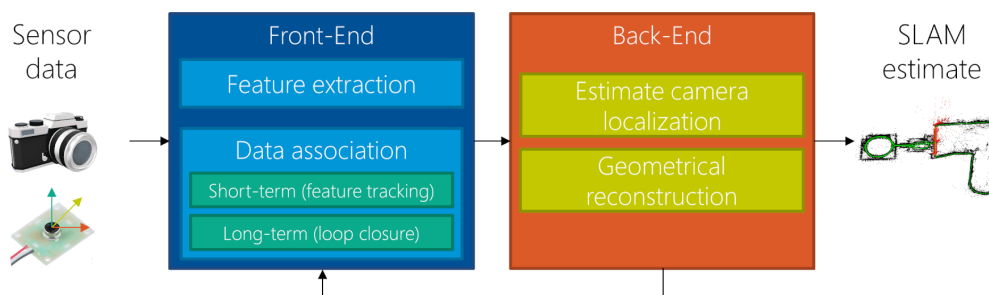 Sensor
data
Front-End
Feature extraction
Data association
Short-term (feature tracking)
Long-term (loop closure)
Back-End
Estimate camera
localization
Geometrical
reconstruction
SLAM
estimate